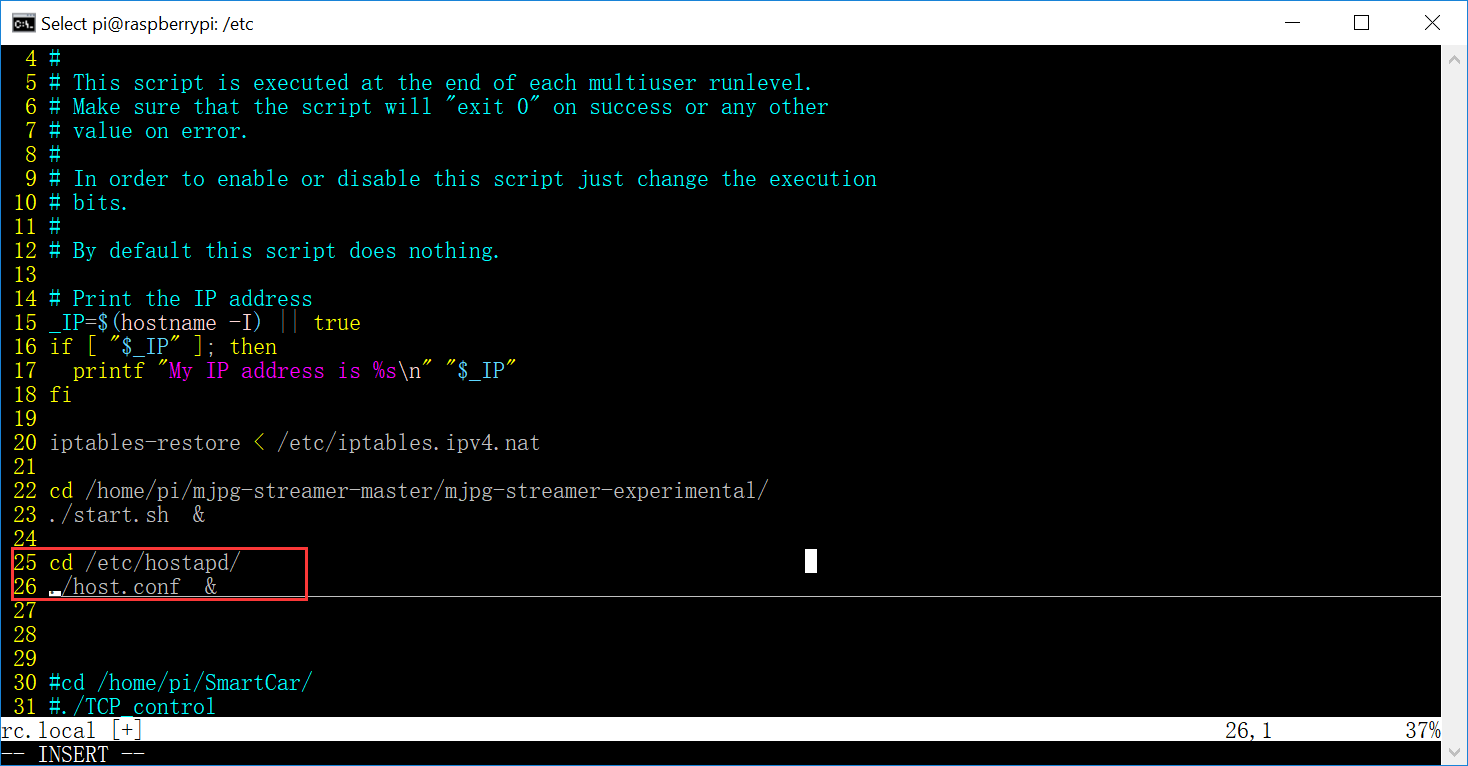 Select pi@raspberrypi: /etc
4 #
5 # This script is executed at the end of each multiuser runlevel.
6 # Make sure that the script will "exit 0" on success or any other
7 # value on error.
8 #
9 # In order to enable or disable this script just change the execution
10 # bits.
11 #
12 # By default this script does nothing.
13
14 # Print the IP address
15 _IP=$(hostname -I) || true
16 if [ "$_IP" ]; then
17   printf "My IP address is %s\n" "$_IP"
18 fi
19
20 iptables-restore < /etc/iptables.ipv4.nat
21
22 cd /home/pi/mjpg-streamer-master/mjpg-streamer-experimental/
23 ./start.sh  &
24
25 cd /etc/hostapd/
26 ./host.conf  &
27
28
29
30 #cd /home/pi/SmartCar/
31 #./TCP_control
rc.local [+] 26,1 37%
-- INSERT --